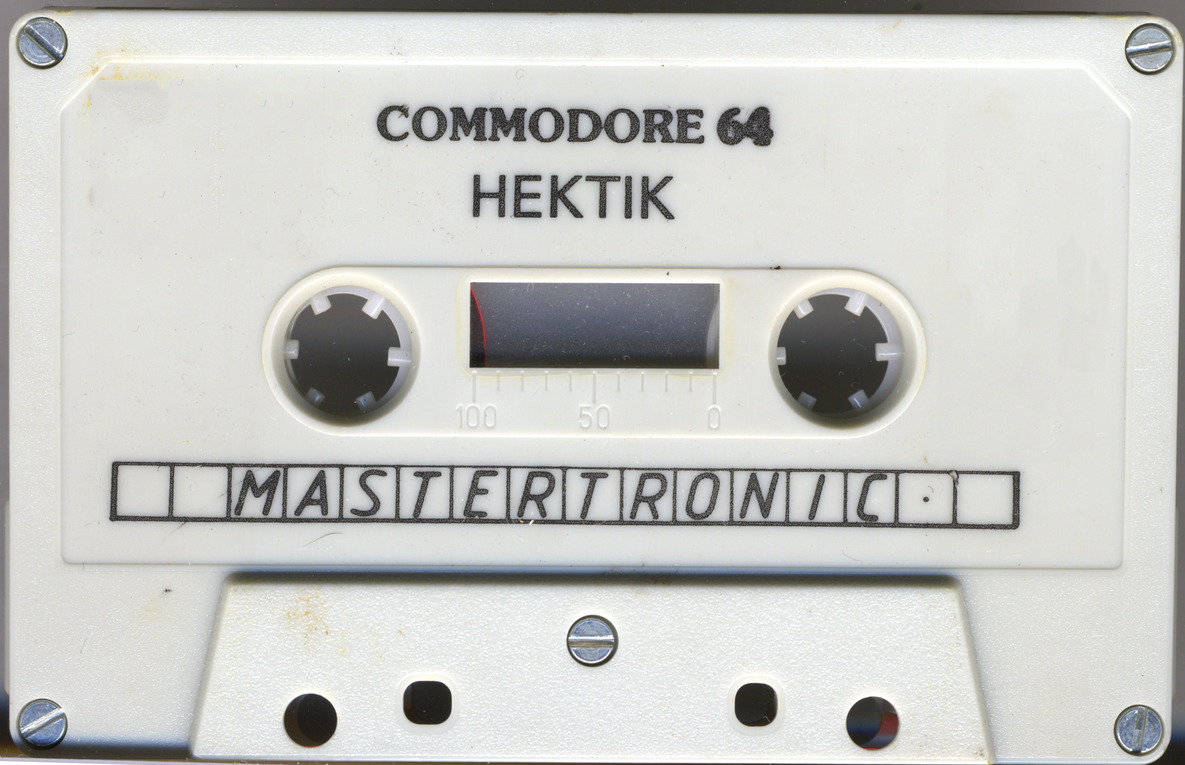 COMMODORE 64
HEKTIK
100 50 0
MASTERTRONIC.